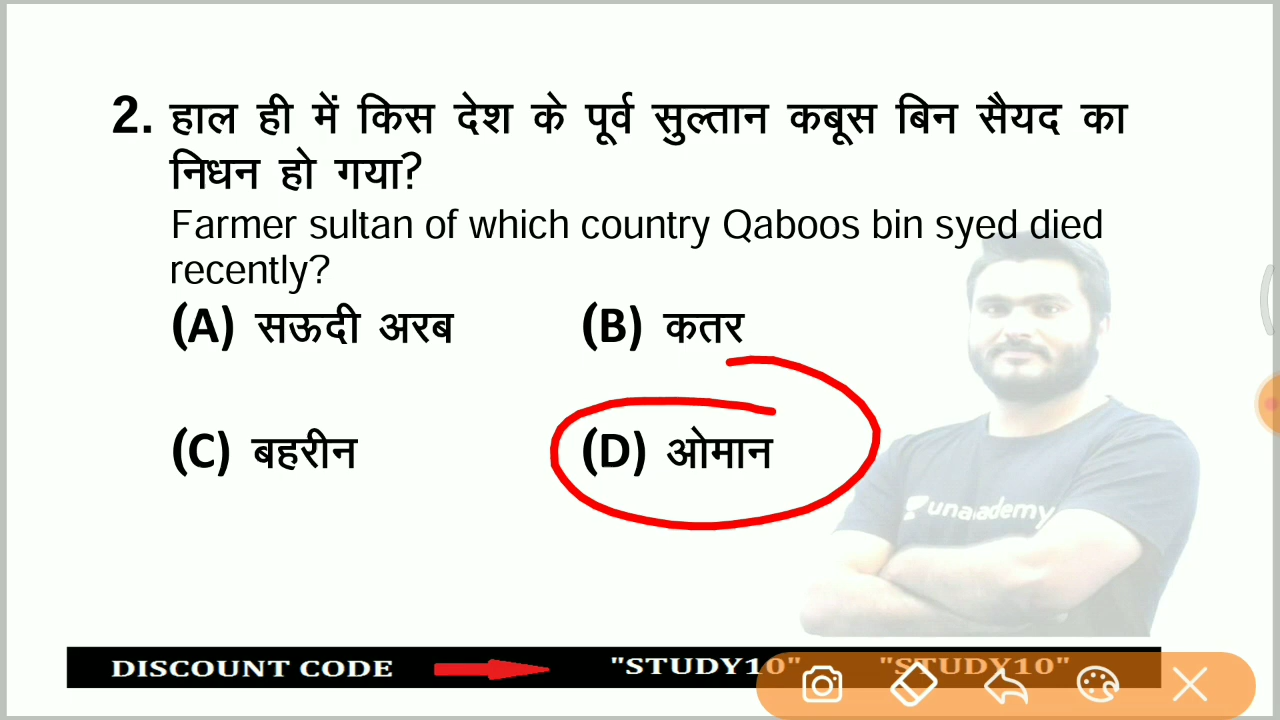 2. हाल ही में किस देश के पूर्व सुल्तान कबूस बिन सैयद का
निधन हो गया?
Farmer sultan of which country Qaboos bin syed died
recently?
(A) सऊदी अरब (B) कतर
(C) बहरीन (D) ओमान
unacademy
DISCOUNT CODE "STUDY10" "STUDY10"